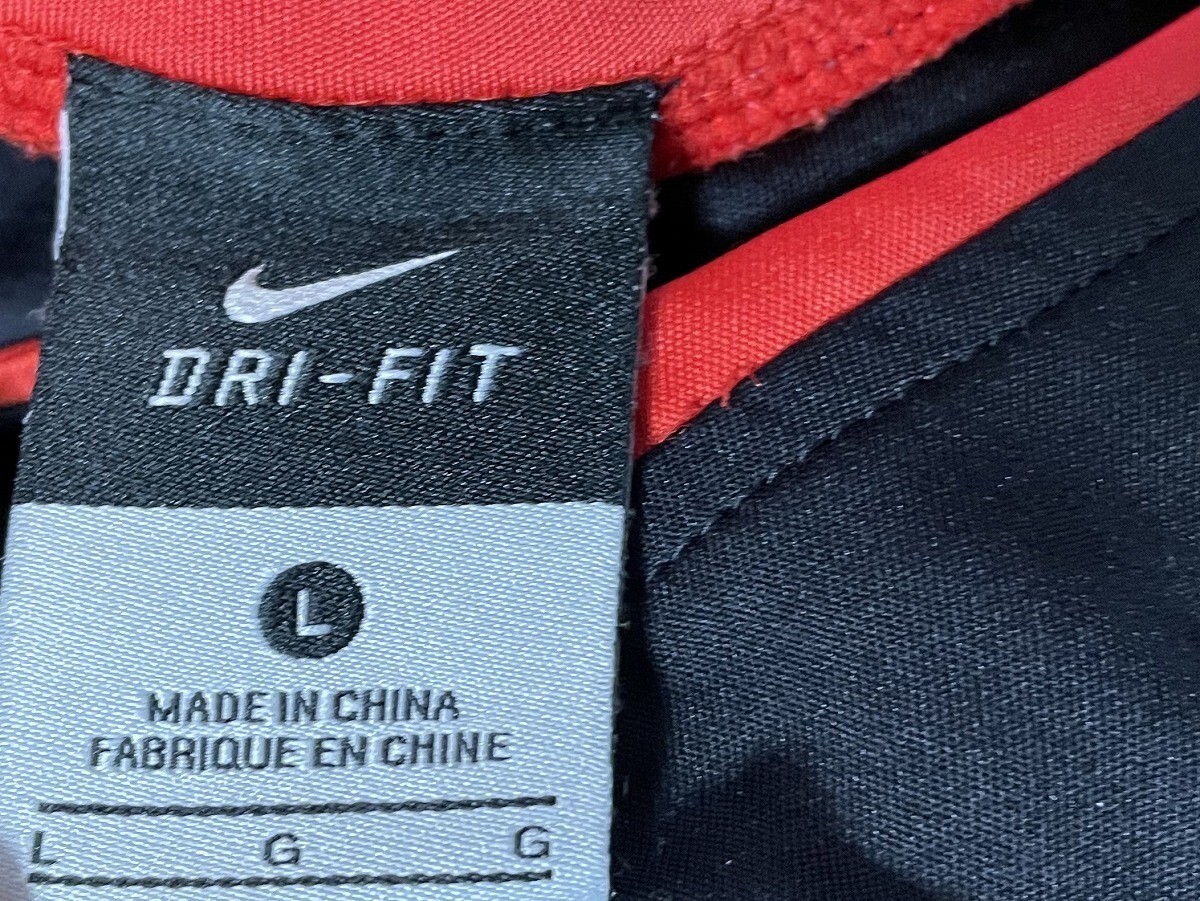 DRI-FIT
L
MADE IN CHINA
FABRIQUE EN CHINE
L G G